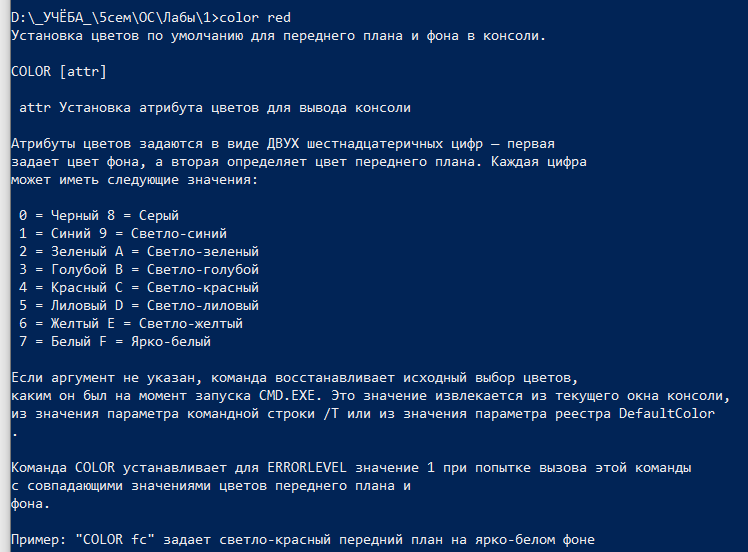 D:\_УЧЁБА_\5сем\ОС\Лабы\1>color red
Установка цветов по умолчанию для переднего плана и фона в консоли.
COLOR [attr]
attr Установка атрибута цветов для вывода консоли
Атрибуты цветов задаются в виде ДВУХ шестнадцатеричных цифр — первая
задает цвет фона, а вторая определяет цвет переднего плана. Каждая цифра
может иметь следующие значения:
0 = Черный 8 = Серый
1 = Синий 9 = Светло-синий
2 = Зеленый A = Светло-зеленый
3 = Голубой B = Светло-голубой
4 = Красный C = Светло-красный
5 = Лиловый D = Светло-лиловый
6 = Желтый E = Светло-желтый
7 = Белый F = Ярко-белый
Если аргумент не указан, команда восстанавливает исходный выбор цветов,
каким он был на момент запуска CMD.EXE. Это значение извлекается из текущего окна консоли,
из значения параметра командной строки /T или из значения параметра реестра DefaultColor
.
Команда COLOR устанавливает для ERRORLEVEL значение 1 при попытке вызова этой команды
с совпадающими значениями цветов переднего плана и
фона.
Пример: "COLOR fc" задает светло-красный передний план на ярко-белом фоне